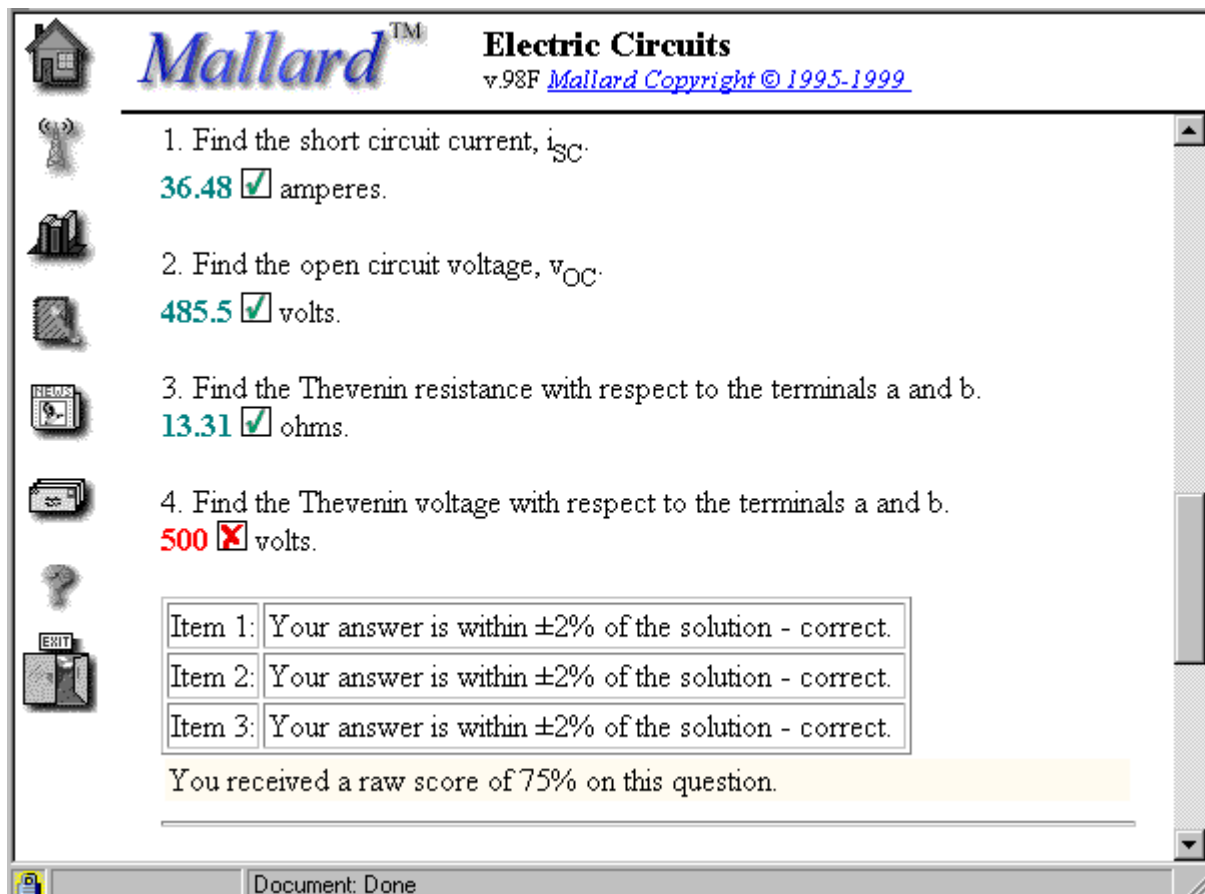 Mallard™
Electric Circuits
v.98F Mallard Copyright © 1995-1999
1. Find the short circuit current, iSC.
36.48 amperes.
2. Find the open circuit voltage, vOC.
485.5 volts.
3. Find the Thevenin resistance with respect to the terminals a and b.
13.31 ohms.
4. Find the Thevenin voltage with respect to the terminals a and b.
500 volts.
Item 1: Your answer is within ±2% of the solution - correct.
Item 2: Your answer is within ±2% of the solution - correct.
Item 3: Your answer is within ±2% of the solution - correct.
You received a raw score of 75% on this question.
NEWS
EXIT
Document: Done